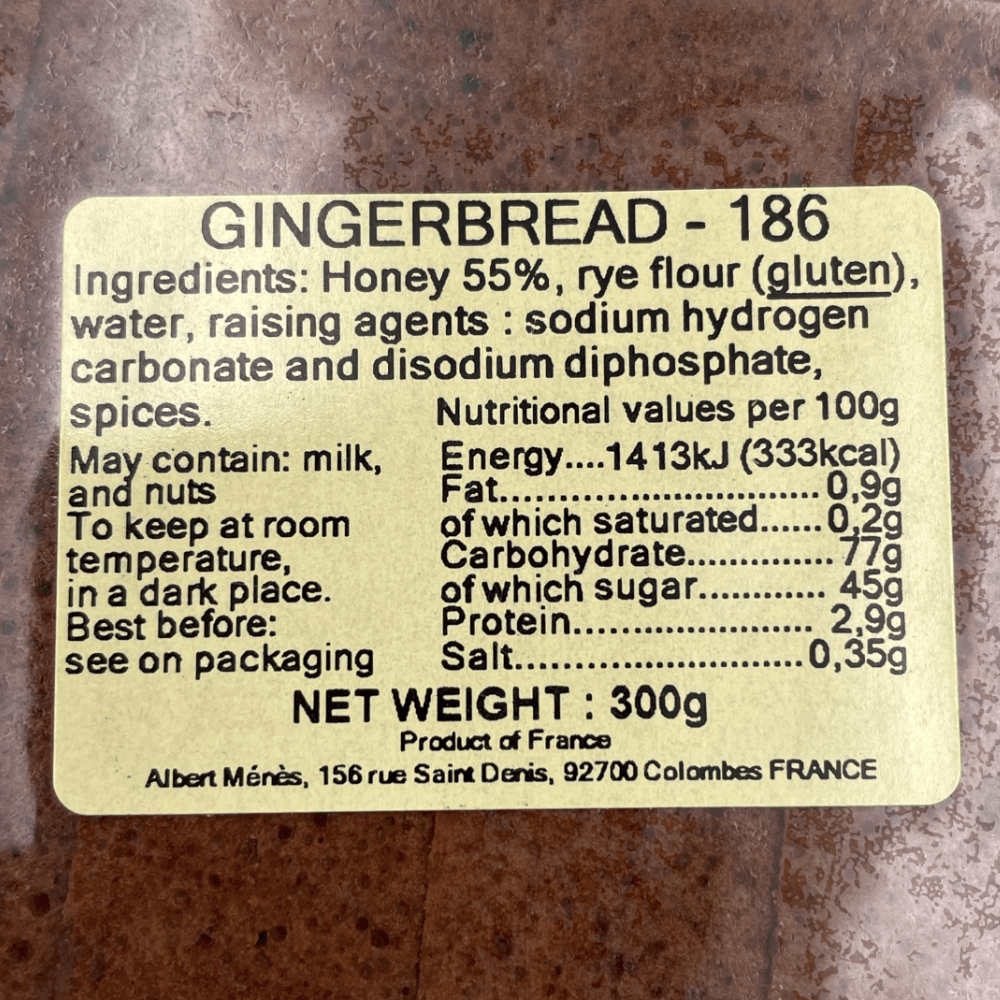 GINGERBREAD - 186
Ingredients: Honey 55%, rye flour (gluten),
water, raising agents : sodium hydrogen
carbonate and disodium diphosphate,
spices.
May contain: milk,
and nuts
To keep at room
temperature,
in a dark place.
Best before:
see on packaging
Nutritional values per 100g
Energy....1413kJ (333kcal)
Fat.............................. 0,9g
of which saturated...... 0,2g
Carbohydrate.............. 77g
of which sugar............ 45g
Protein....................... 2,9g
Salt............................0,35g
NET WEIGHT : 300g
Product of France
Albert Ménès, 156 rue Saint Denis, 92700 Colombes FRANCE